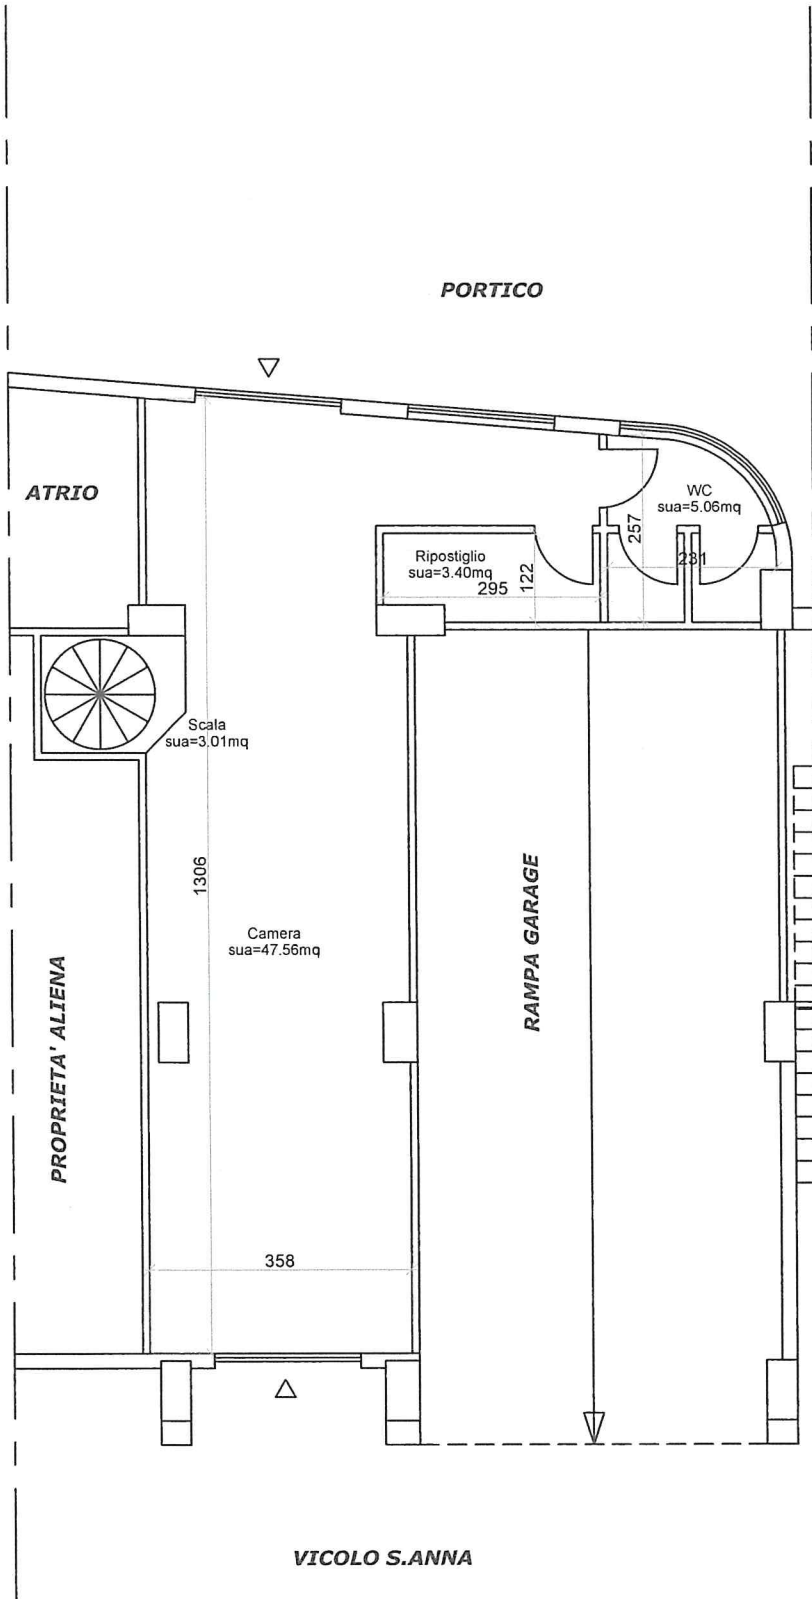 PORTICO
ATRIO
WC
sua=5.06mq
257
Ripostiglio
sua=3.40mq
122
295
231
Scala
sua=3.01mq
1306
Camera
sua=47.56mq
RAMPA GARAGE
PROPRIETA' ALIENA
358
VICOLO S.ANNA